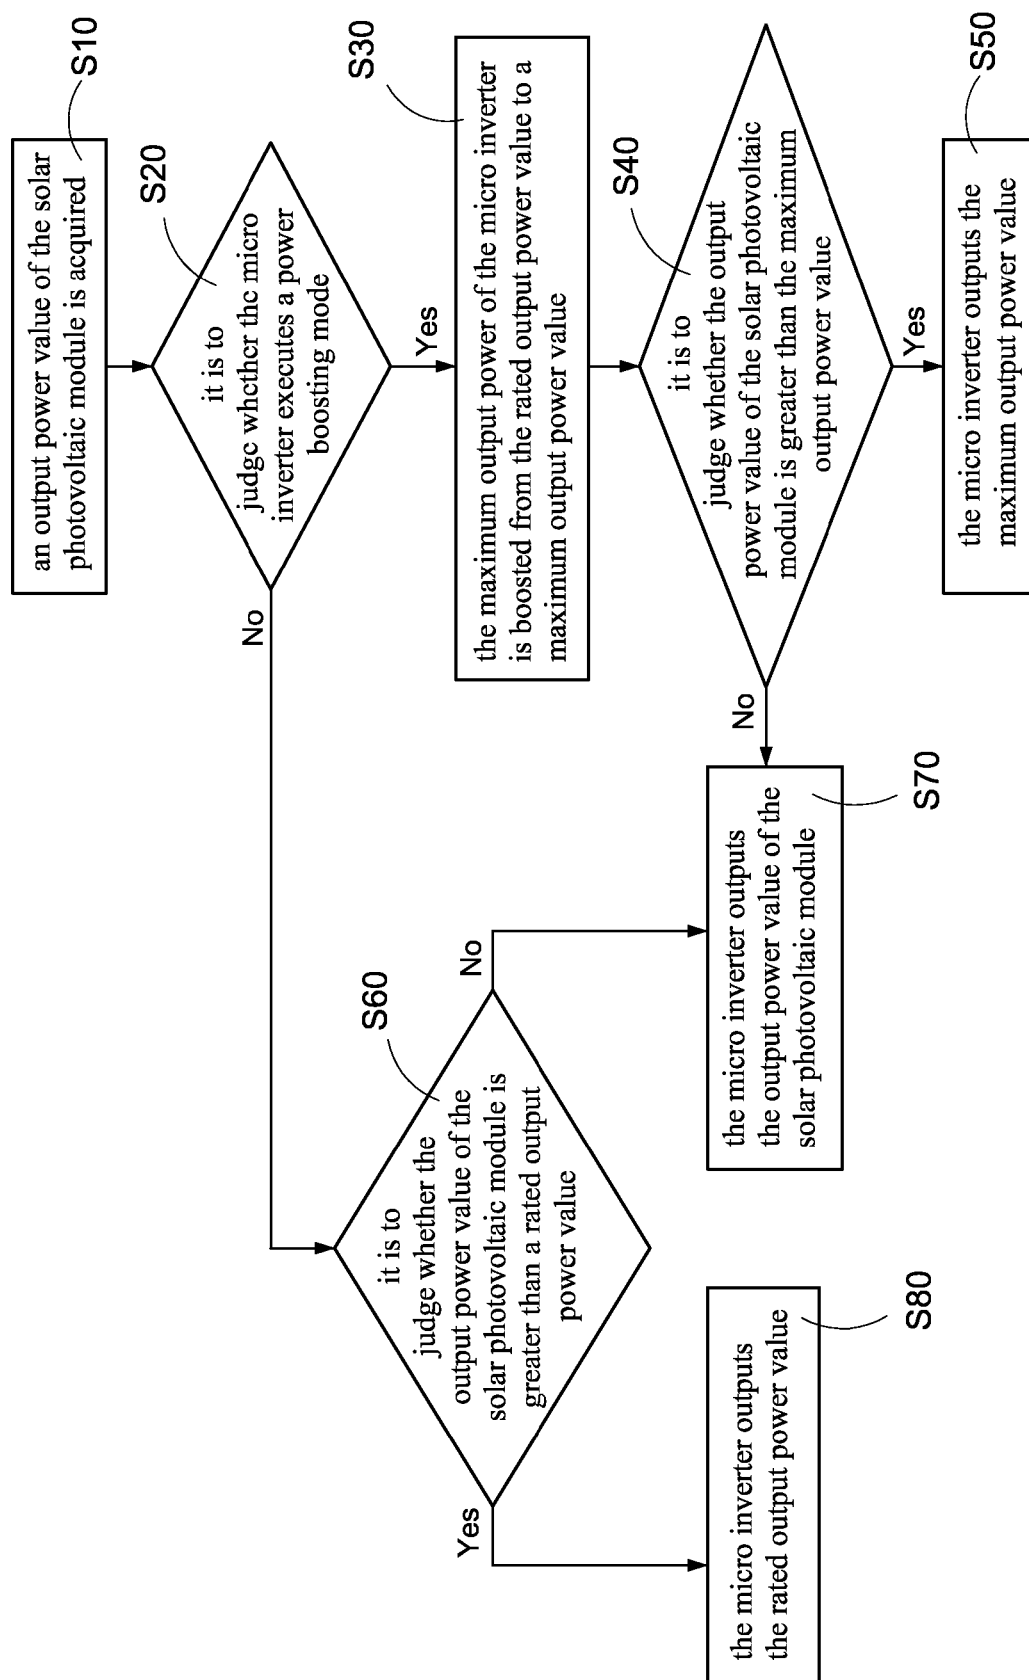 S10
an output power value of the solar
photovoltaic module is acquired
S20
it is to
judge whether the micro
inverter executes a power
boosting mode
Yes
No
S30
the maximum output power of the micro inverter
is boosted from the rated output power value to a
maximum output power value
S40
it is to
judge whether the output
power value of the solar photovoltaic
module is greater than the maximum
output power value
Yes
No
S50
the micro inverter outputs the
maximum output power value
S60
it is to
judge whether the
output power value of the
solar photovoltaic module is
greater than a rated output
power value
No
Yes
S70
the micro inverter outputs
the output power value of the
solar photovoltaic module
S80
the micro inverter outputs
the rated output power value